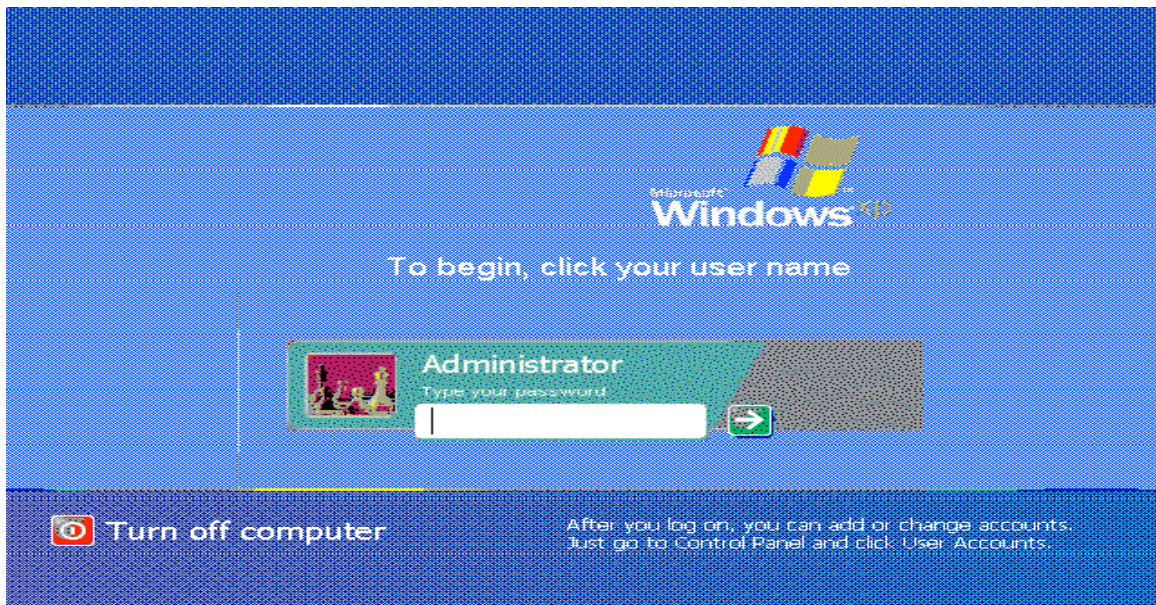 Microsoft
Windows xp
To begin, click your user name
Administrator
Type your password
Turn off computer
After you log on, you can add or change accounts.
Just go to Control Panel and click User Accounts.